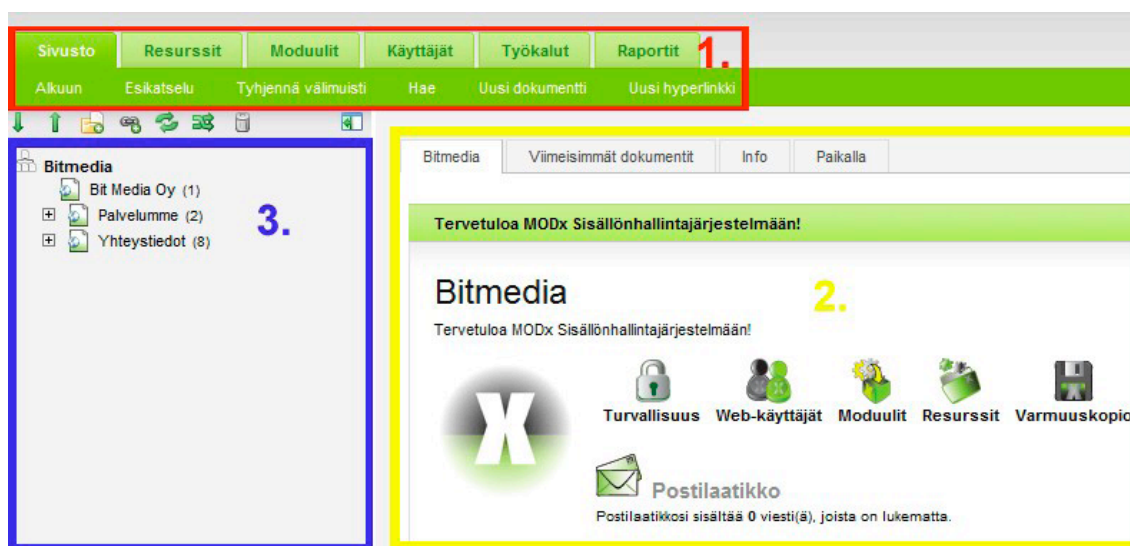 Sivusto Resurssit Moduulit Käyttäjät Työkalut Raportit 1.
Alkuun Esikatselu Tyhjennä välimuisti Hae Uusi dokumentti Uusi hyperlinkki
Bitmedia
Bit Media Oy (1)
Palvelumme (2)
Yhteystiedot (8)
3.
Bitmedia Viimeisimmät dokumentit Info Paikalla
Tervetuloa MODx Sisällönhallintajärjestelmään!
Bitmedia
2.
Tervetuloa MODx Sisällönhallintajärjestelmään!
X
Turvallisuus Web-käyttäjät Moduulit Resurssit Varmuuskopio
Postilaatikko
Postilaatikkosi sisältää 0 viesti(ä), joista on lukematta.